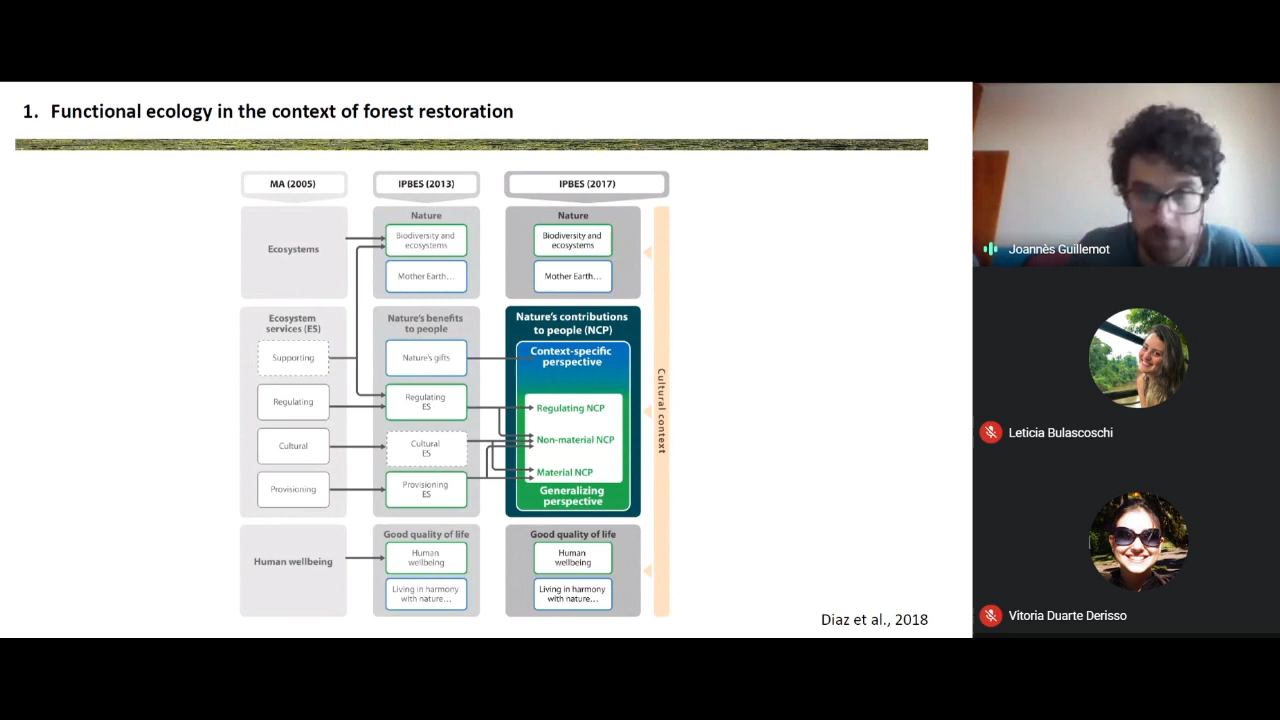 1. Functional ecology in the context of forest restoration
MA (2005)
IPBES (2013)
IPBES (2017)
Ecosystems
Nature
Biodiversity and
ecosystems
Mother Earth...
Nature
Biodiversity and
ecosystems
Mother Earth...
Ecosystem
services (ES)
Supporting
Regulating
Cultural
Provisioning
Nature's benefits
to people
Nature's gifts
Regulating
ES
Cultural
ES
Provisioning
ES
Nature's contributions
to people (NCP)
Context-specific
perspective
Regulating NCP
Non-material NCP
Material NCP
Generalizing
perspective
Human wellbeing
Good quality of life
Human
wellbeing
Living in harmony
with nature...
Good quality of life
Human
wellbeing
Living in harmony
with nature...
Cultural context
Diaz et al., 2018
Joannès Guillemot
Leticia Bulascoschi
Vitoria Duarte Derisso